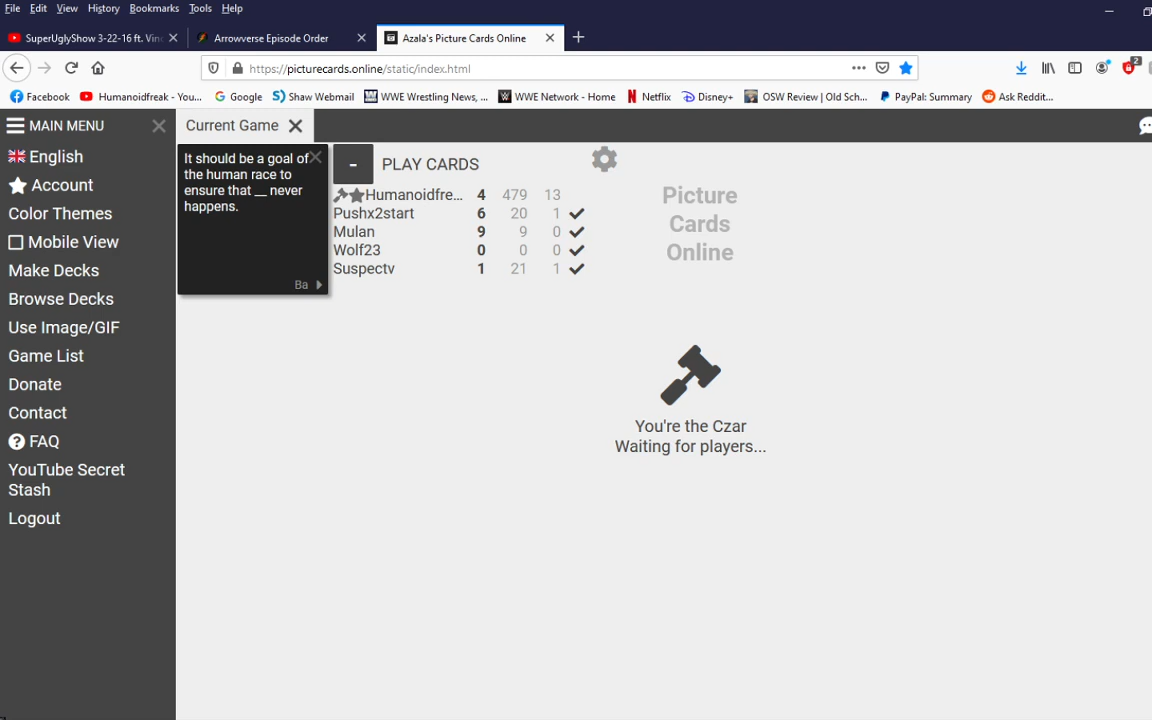 File Edit View History Bookmarks Tools Help
SuperUglyShow 3-22-16 ft. Vinc
Arrowverse Episode Order
Azala's Picture Cards Online
https://picturecards.online/static/index.html
2
Facebook
Humanoidfreak - You...
Google
Shaw Webmail
WWE Wrestling News, ...
WWE Network - Home
Netflix
Disney+
OSW Review | Old Sch...
PayPal: Summary
Ask Reddit...
MAIN MENU
English
Account
Color Themes
Mobile View
Make Decks
Browse Decks
Use Image/GIF
Game List
Donate
Contact
FAQ
YouTube Secret
Stash
Logout
Current Game
It should be a goal of
the human race to
ensure that __ never
happens.
Ba
- PLAY CARDS
Humanoidfre... 4 479 13
Pushx2start 6 20 1
Mulan 9 9 0
Wolf23 0 0 0
Suspectv 1 21 1
Picture
Cards
Online
You're the Czar
Waiting for players...